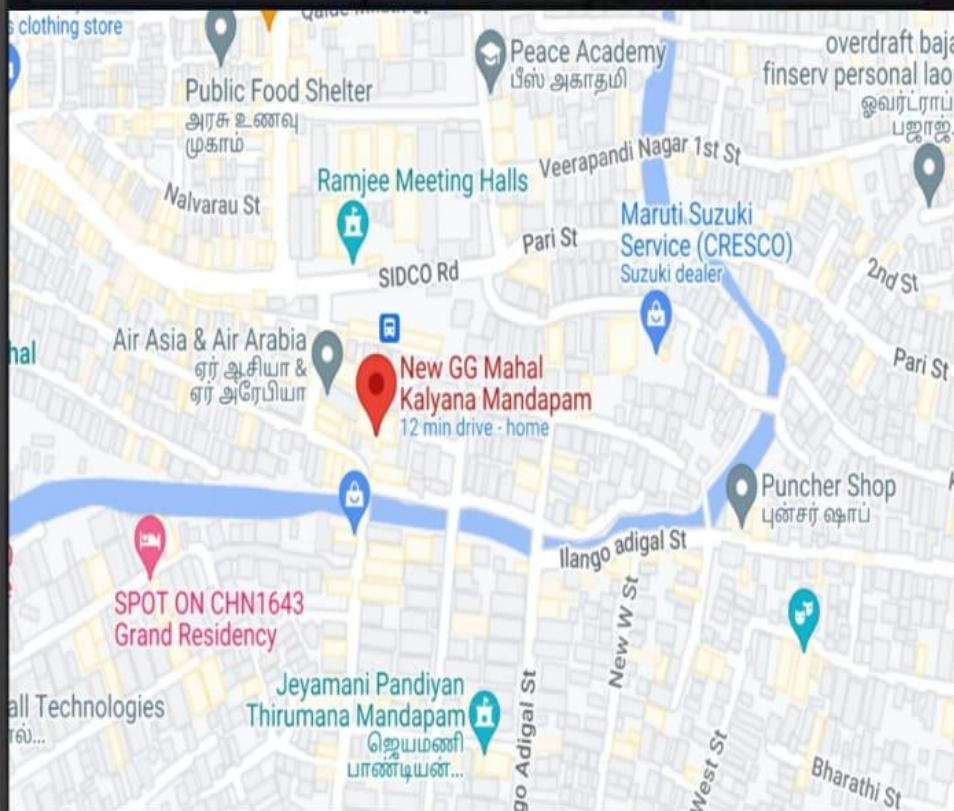 s clothing store
Public Food Shelter
அரசு உணவு
முகாம்
Peace Academy
பீஸ் அகாதமி
overdraft baja
finserv personal lao
ஓவர்ட்ராப்
பஜாஜ்.
Nalvarau St
Ramjee Meeting Halls
Veerapandi Nagar 1st St
SIDCO Rd
Pari St
Maruti Suzuki
Service (CRESCO)
Suzuki dealer
2nd St
Pari St
hal
Air Asia & Air Arabia
ஏர் ஆசியா &
ஏர் அரேபியா
New GG Mahal
Kalyana Mandapam
12 min drive - home
Puncher Shop
புன்சர் ஷாப்
Ilango adigal St
SPOT ON CHN1643
Grand Residency
New W St
Jeyamani Pandiyan
Thirumana Mandapam
ஜெயமணி
பாண்டியன்...
all Technologies
ரல்...
go Adigal St
West St
Bharathi St